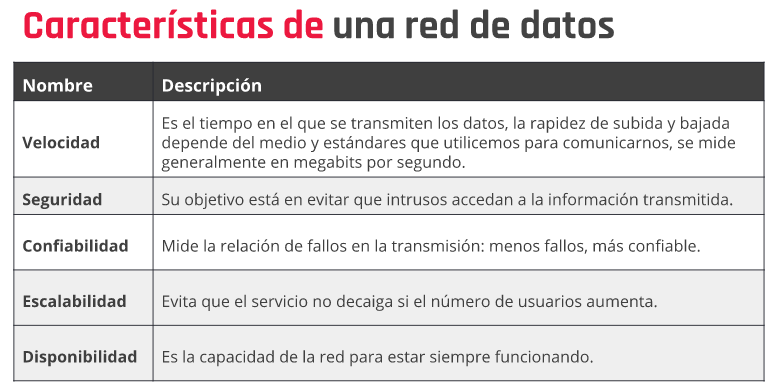 Características de una red de datos
Nombre Descripción
Velocidad
Es el tiempo en el que se transmiten los datos, la rapidez de subida y bajada
depende del medio y estándares que utilicemos para comunicarnos, se mide
generalmente en megabits por segundo.
Seguridad Su objetivo está en evitar que intrusos accedan a la información transmitida.
Confiabilidad Mide la relación de fallos en la transmisión: menos fallos, más confiable.
Escalabilidad Evita que el servicio no decaiga si el número de usuarios aumenta.
Disponibilidad Es la capacidad de la red para estar siempre funcionando.